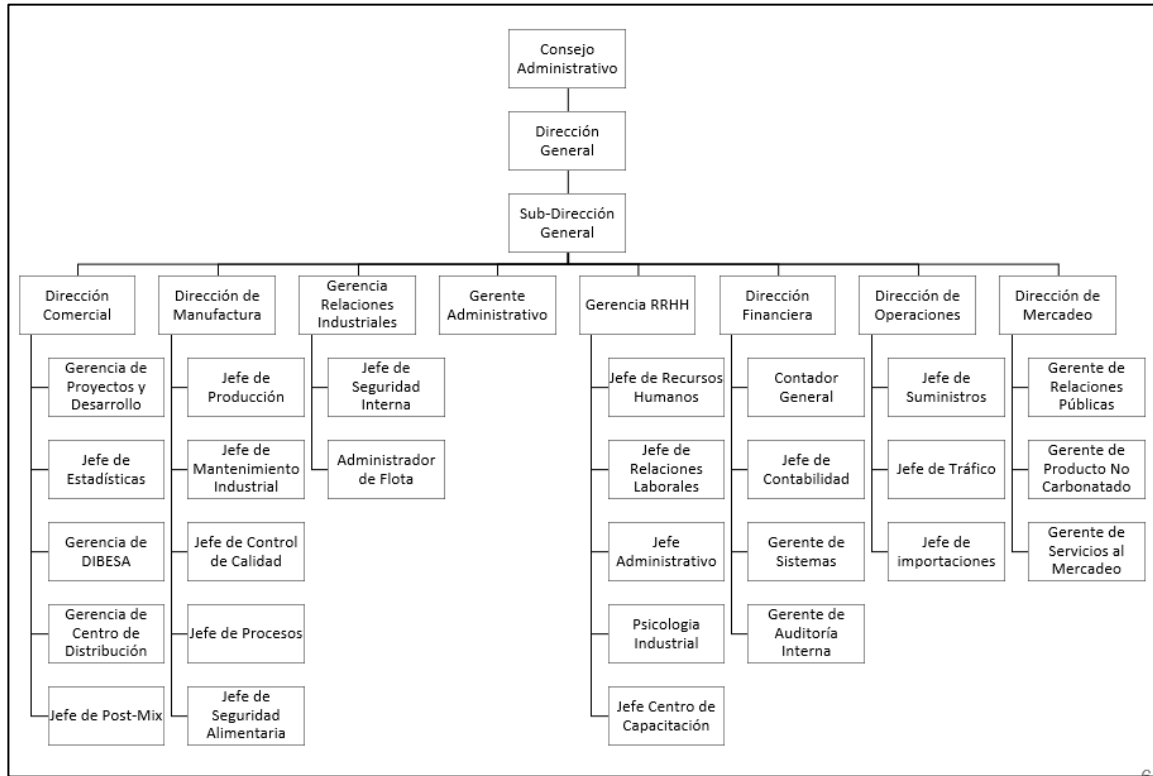 Consejo
Administrativo
Dirección
General
Sub-Dirección
General
Dirección
Comercial
Dirección de
Manufactura
Gerencia
Relaciones
Industriales
Gerente
Administrativo
Gerencia RRHH
Dirección
Financiera
Dirección de
Operaciones
Dirección de
Mercadeo
Gerencia de
Proyectos y
Desarrollo
Jefe de
Estadísticas
Gerencia de
DIBESA
Gerencia de
Centro de
Distribución
Jefe de Post-Mix
Jefe de
Producción
Jefe de
Mantenimiento
Industrial
Jefe de Control
de Calidad
Jefe de Procesos
Jefe de
Seguridad
Alimentaria
Jefe de
Seguridad
Interna
Administrador
de Flota
Jefe de Recursos
Humanos
Jefe de
Relaciones
Laborales
Jefe
Administrativo
Psicologia
Industrial
Jefe Centro de
Capacitación
Contador
General
Jefe de
Contabilidad
Gerente de
Sistemas
Gerente de
Auditoría
Interna
Jefe de
Suministros
Jefe de Tráfico
Jefe de
importaciones
Gerente de
Relaciones
Públicas
Gerente de
Producto No
Carbonatado
Gerente de
Servicios al
Mercadeo